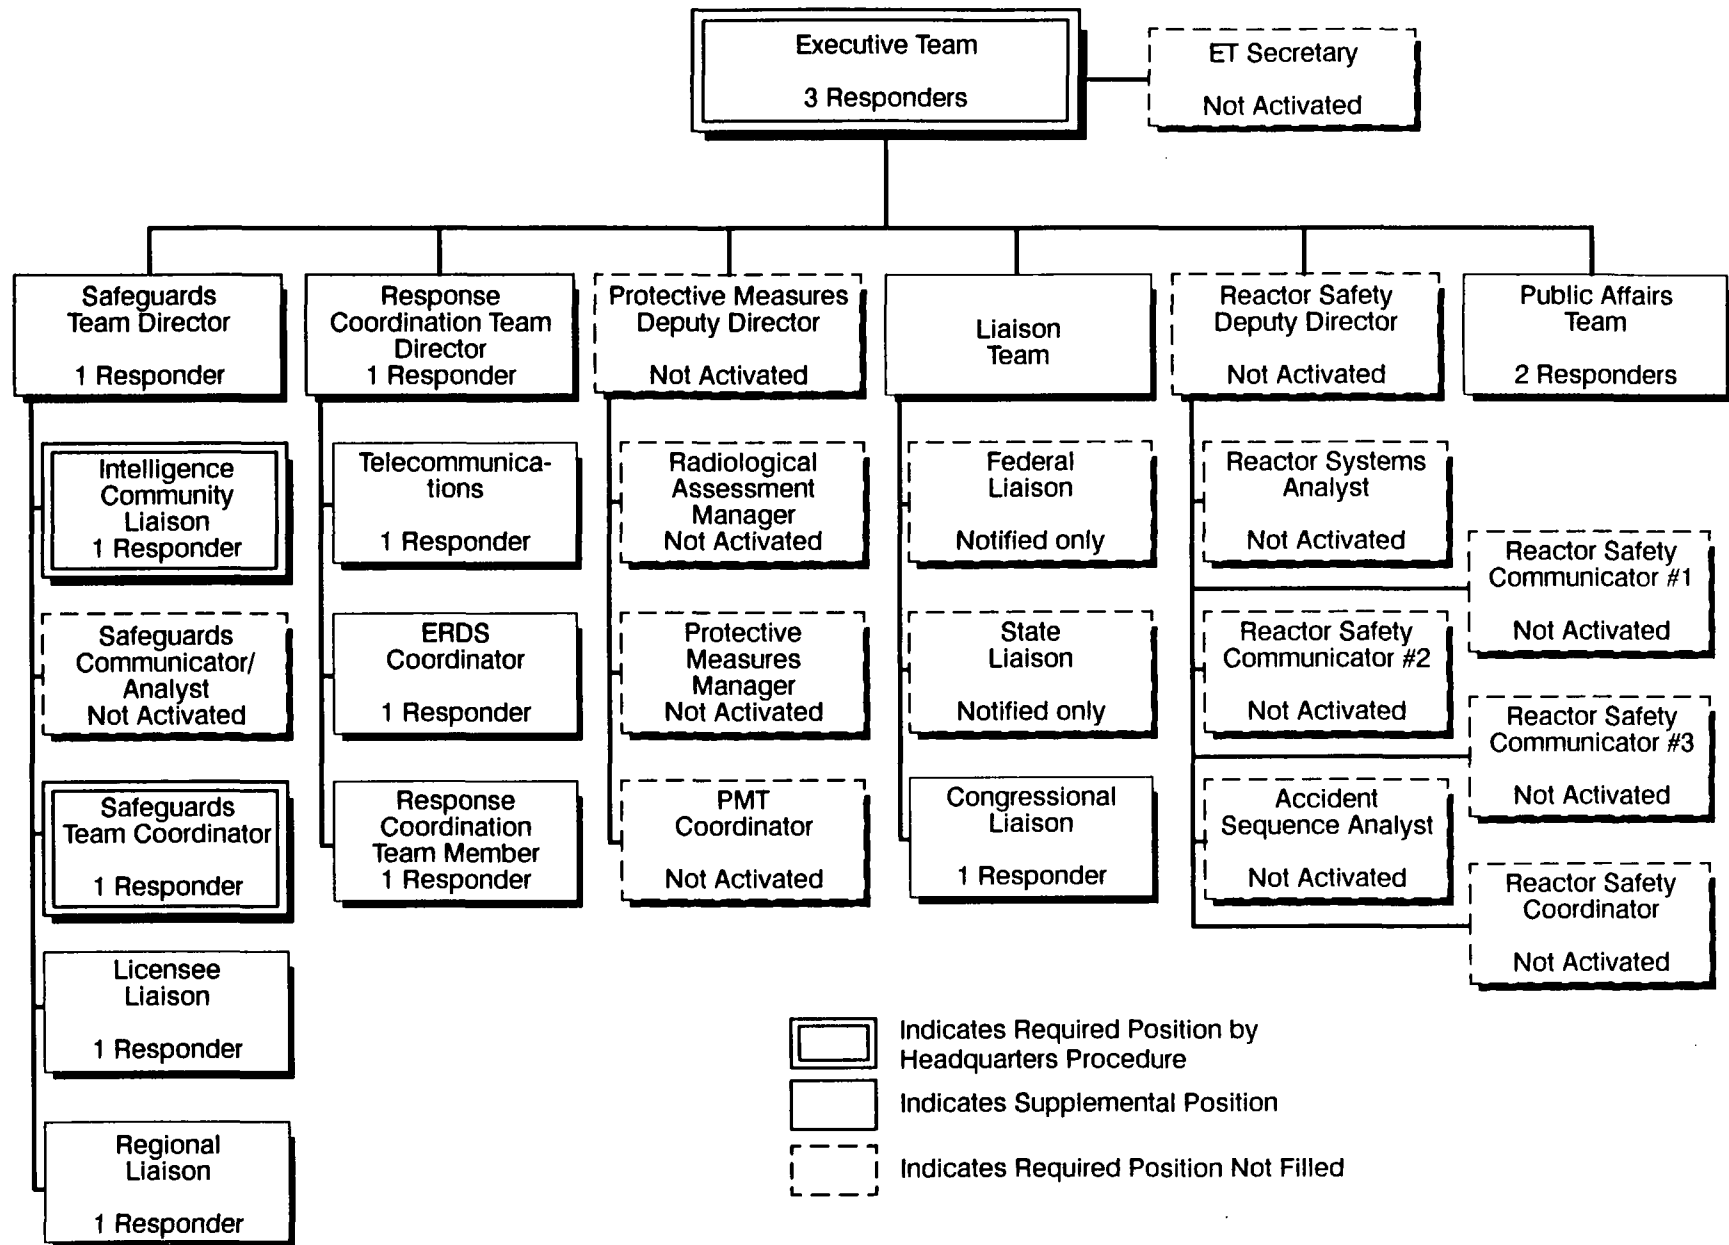 Executive Team
3 Responders
ET Secretary
Not Activated
Safeguards
Team Director
1 Responder
Response
Coordination Team
Director
1 Responder
Protective Measures
Deputy Director
Not Activated
Liaison
Team
Reactor Safety
Deputy Director
Not Activated
Public Affairs
Team
2 Responders
Intelligence
Community
Liaison
1 Responder
Safeguards
Communicator/
Analyst
Not Activated
Safeguards
Team Coordinator
1 Responder
Licensee
Liaison
1 Responder
Regional
Liaison
1 Responder
Telecommunica-
tions
1 Responder
ERDS
Coordinator
1 Responder
Response
Coordination
Team Member
1 Responder
Radiological
Assessment
Manager
Not Activated
Protective
Measures
Manager
Not Activated
PMT
Coordinator
Not Activated
Federal
Liaison
Notified only
State
Liaison
Notified only
Congressional
Liaison
1 Responder
Reactor Systems
Analyst
Not Activated
Reactor Safety
Communicator #1
Not Activated
Reactor Safety
Communicator #2
Not Activated
Reactor Safety
Communicator #3
Not Activated
Accident
Sequence Analyst
Not Activated
Reactor Safety
Coordinator
Not Activated
Indicates Required Position by
Headquarters Procedure
Indicates Supplemental Position
Indicates Required Position Not Filled